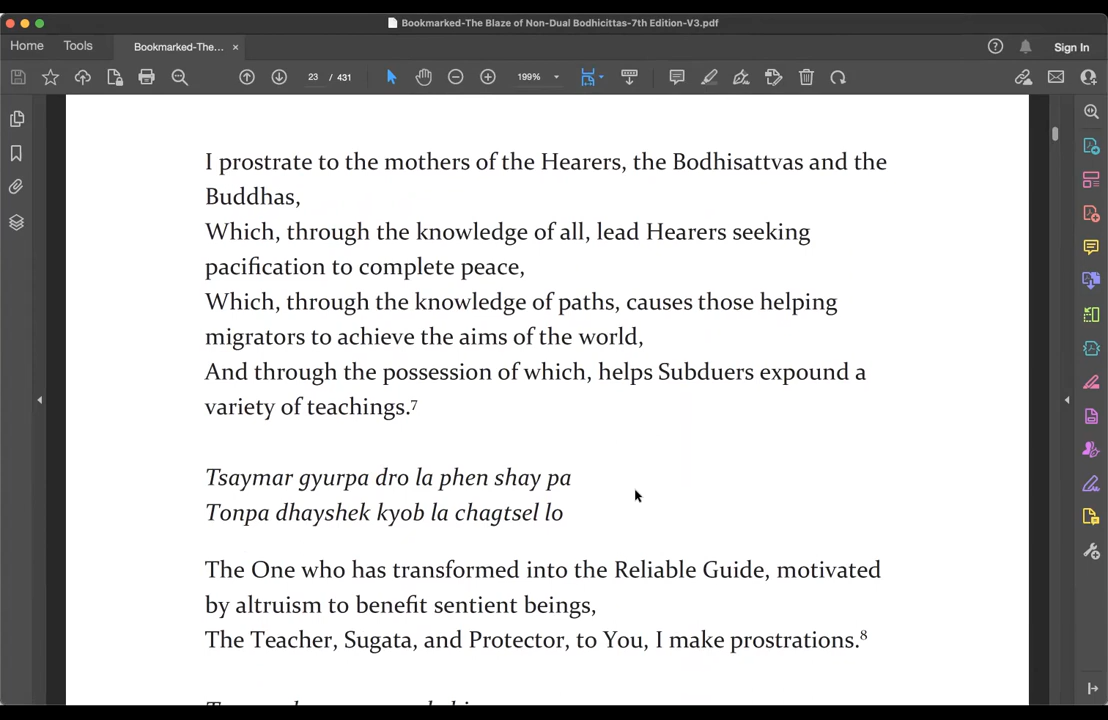 Bookmarked-The Blaze of Non-Dual Bodhicittas-7th Edition-V3.pdf
Home Tools Bookmarked-The... × Sign In
23 / 431 199%
I prostrate to the mothers of the Hearers, the Bodhisattvas and the
Buddhas,
Which, through the knowledge of all, lead Hearers seeking
pacification to complete peace,
Which, through the knowledge of paths, causes those helping
migrators to achieve the aims of the world,
And through the possession of which, helps Subduers expound a
variety of teachings.7
Tsaymar gyurpa dro la phen shay pa
Tonpa dhayshek kyob la chagtsel lo
The One who has transformed into the Reliable Guide, motivated
by altruism to benefit sentient beings,
The Teacher, Sugata, and Protector, to You, I make prostrations.8